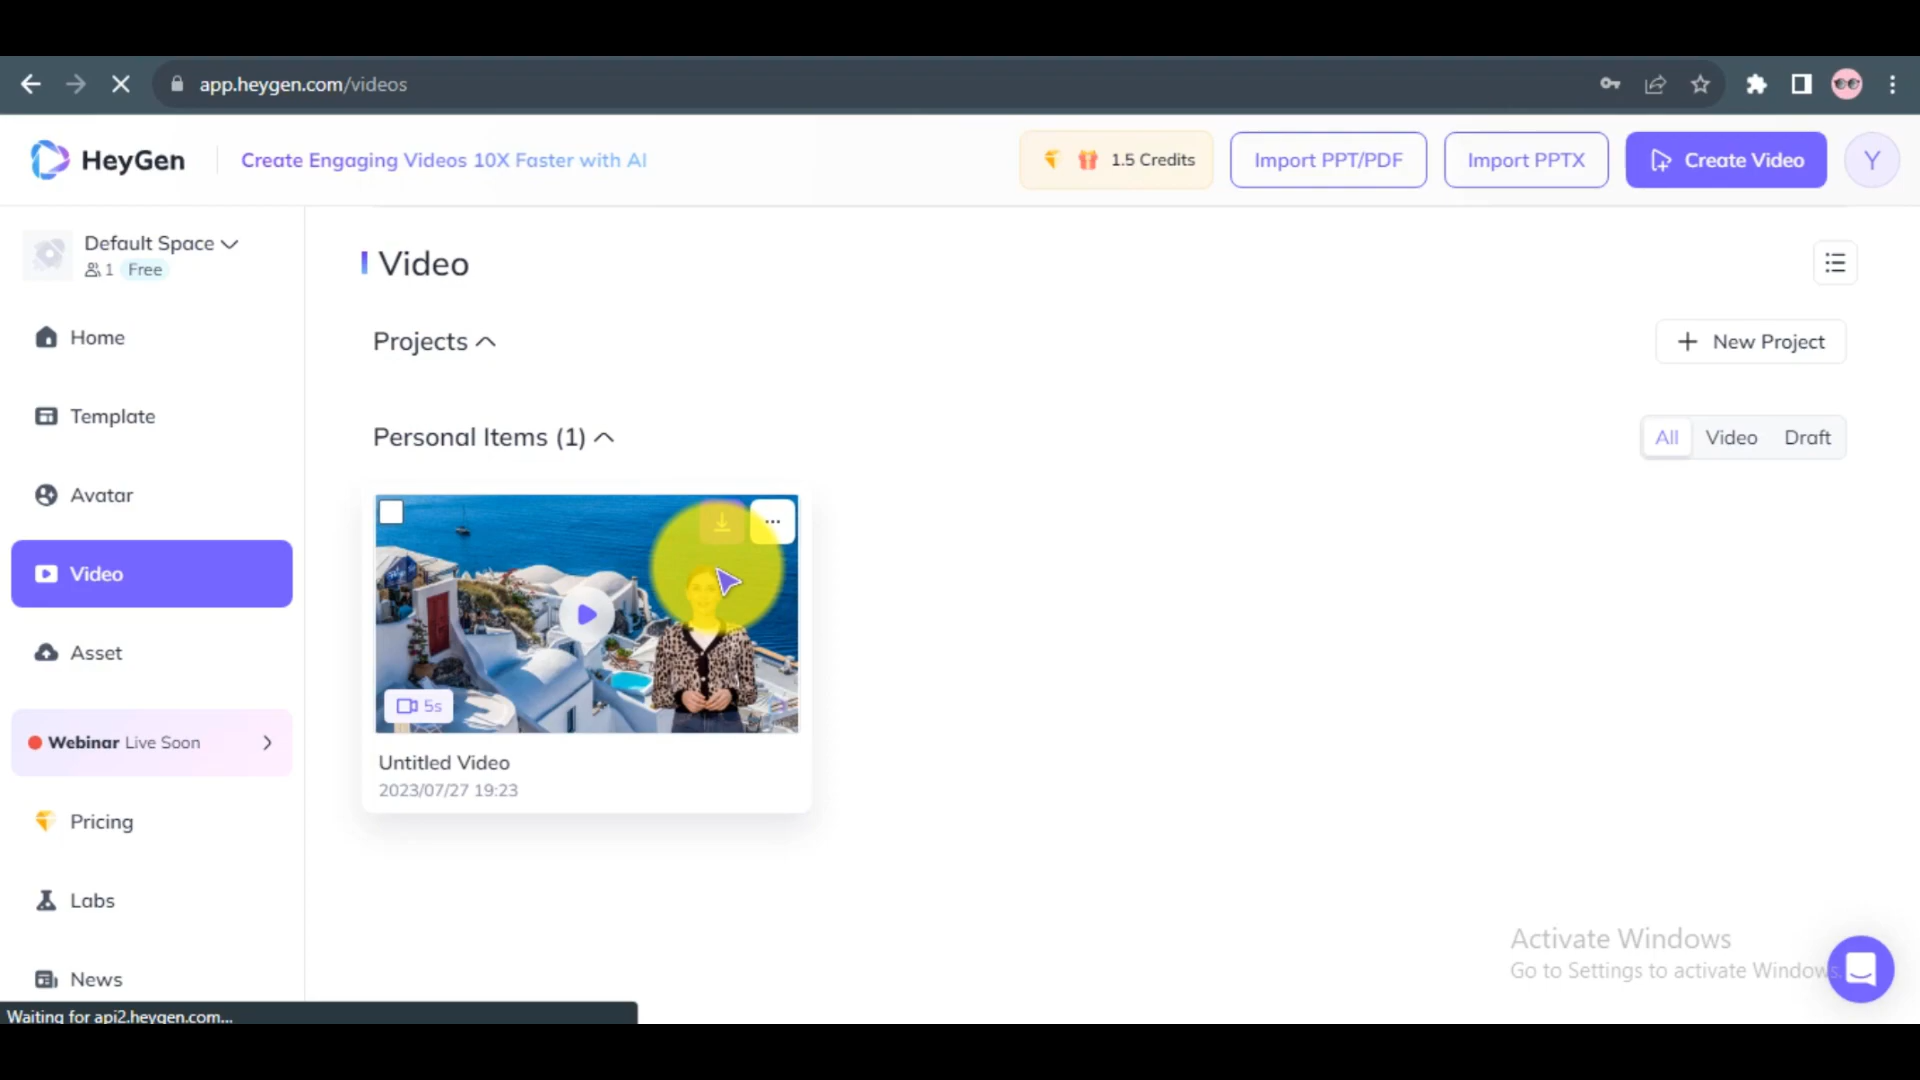 app.heygen.com/videos
HeyGen
Create Engaging Videos 10X Faster with AI
1.5 Credits
Import PPT/PDF
Import PPTX
Create Video
Y
Default Space
1 Free
Home
Template
Avatar
Video
Asset
Webinar Live Soon
Pricing
Labs
News
Video
Projects
New Project
Personal Items (1)
All Video Draft
5s
Untitled Video
2023/07/27 19:23
Activate Windows
Go to Settings to activate Windows.
Waiting for api2.heygen.com...